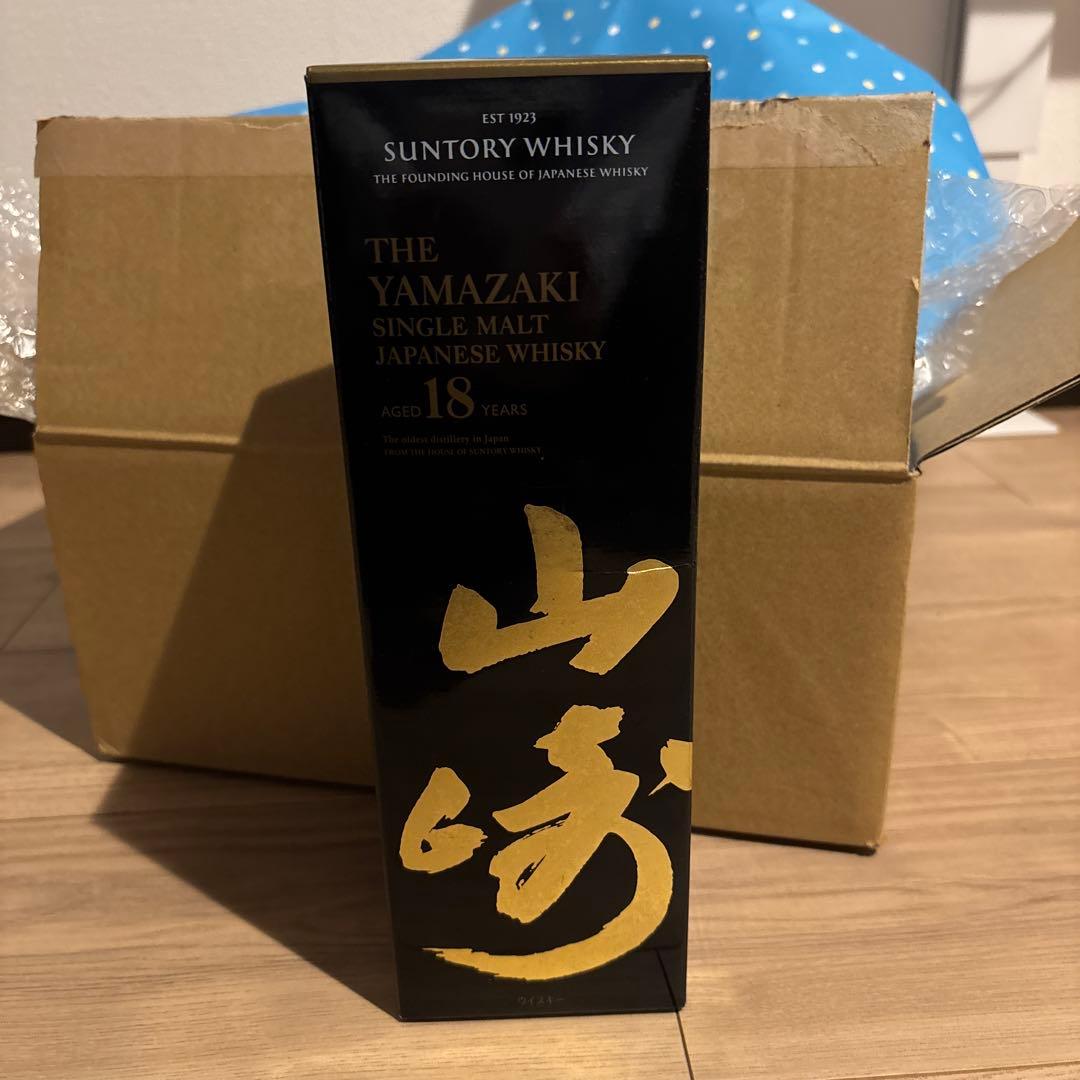 EST 1923
SUNTORY WHISKY
THE FOUNDING HOUSE OF JAPANESE WHISKY
THE
YAMAZAKI
SINGLE MALT
JAPANESE WHISKY
AGED 18 YEARS
The oldest distillery in Japan
FROM THE HOUSE OF SUNTORY WHISKY
山崎
ウイスキー